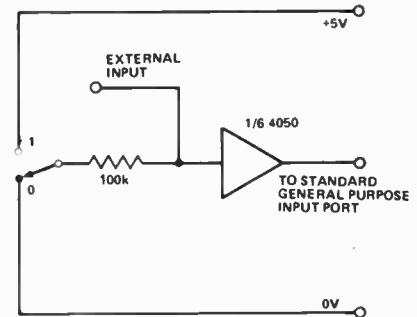 +5V
EXTERNAL
INPUT
1/6 4050
1
0
100k
TO STANDARD
GENERAL PURPOSE
INPUT PORT
0V